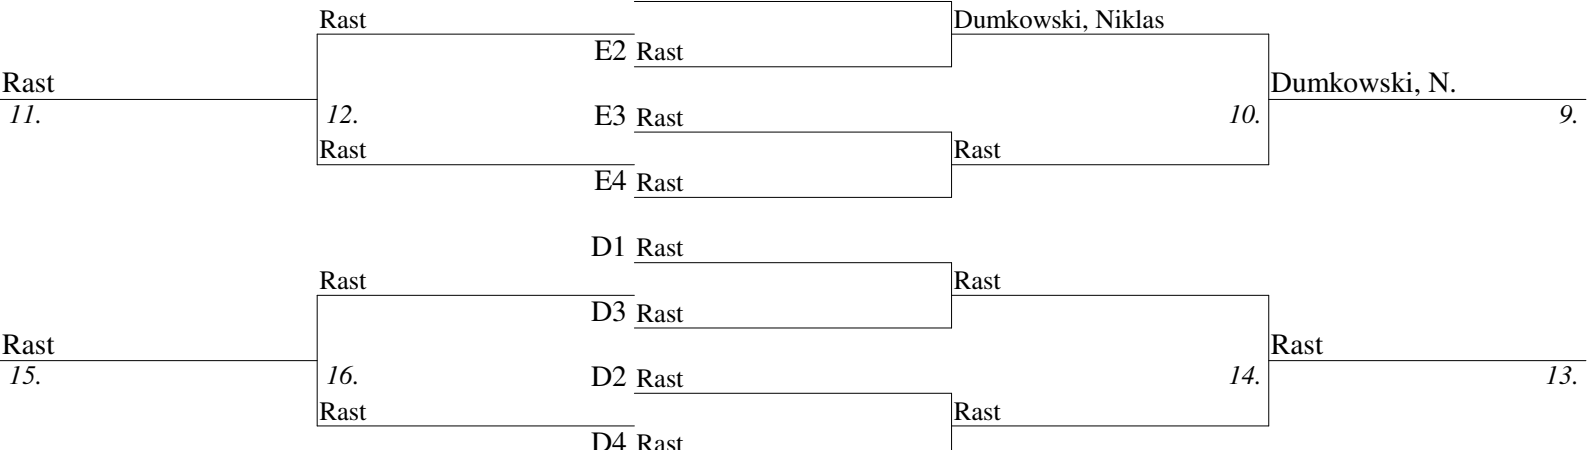 Rast Dumkowski, Niklas
E2 Rast
Rast Dumkowski, N.
11. 12. E3 Rast 10. 9.
Rast Rast
E4 Rast
D1 Rast
Rast Rast
D3 Rast
Rast Rast
15. 16. D2 Rast 14. 13.
Rast Rast
D4 Rast